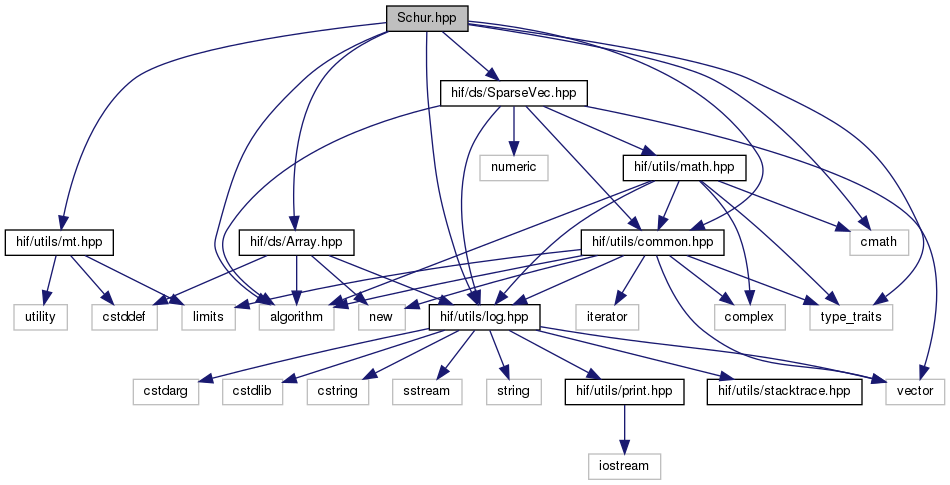 Schur.hpp
hif/ds/SparseVec.hpp
numeric
hif/utils/math.hpp
hif/utils/mt.hpp
hif/ds/Array.hpp
hif/utils/common.hpp
cmath
utility
cstddef
limits
algorithm
new
hif/utils/log.hpp
iterator
complex
type_traits
cstdarg
cstdlib
cstring
sstream
string
hif/utils/print.hpp
hif/utils/stacktrace.hpp
vector
iostream